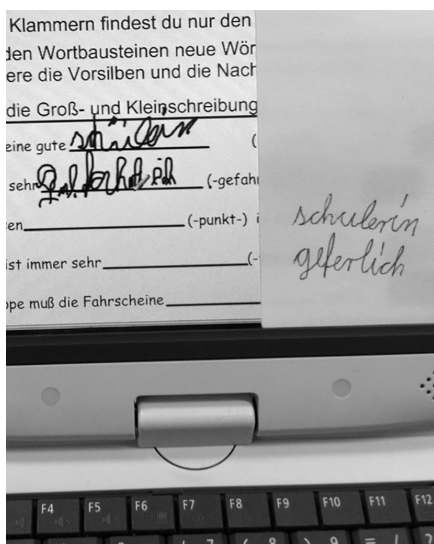 Klammern findest du nur den
den Wortbausteinen neue Wör
ere die Vorsilben und die Nach
die Groß- und Kleinschreibung
eine gute schülerin (
sehr (-gefahr
en (-punkt-) i
ist immer sehr (-
ppe muß die Fahrscheine
schulerin
geferlich
F4 F5 F6 F7 F8 F9 F10 F11 F12